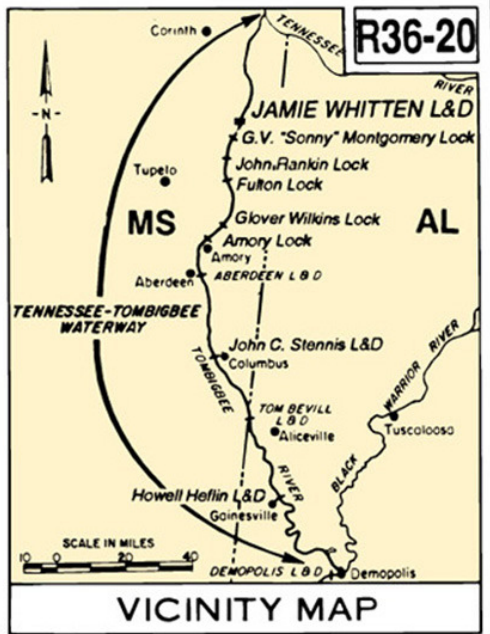 Corinth
TENNESSEE
RIVER
R36-20
-N-
JAMIE WHITTEN L&D
G.V. "Sonny" Montgomery Lock
John Rankin Lock
Tupelo
Fulton Lock
MS
Glover Wilkins Lock
AL
Amory Lock
Amory
Aberdeen
ABERDEEN L&D
TENNESSEE-TOMBIGBEE
WATERWAY
John C. Stennis L&D
Columbus
TOMBIGBEE
RIVER
TOM BEVILL
L&D
Aliceville
BLACK WARRIOR RIVER
Tuscaloosa
Howell Heflin L&D
Gainesville
SCALE IN MILES
10 0 20 40
DEMOPOLIS L&D
Demopolis
VICINITY MAP